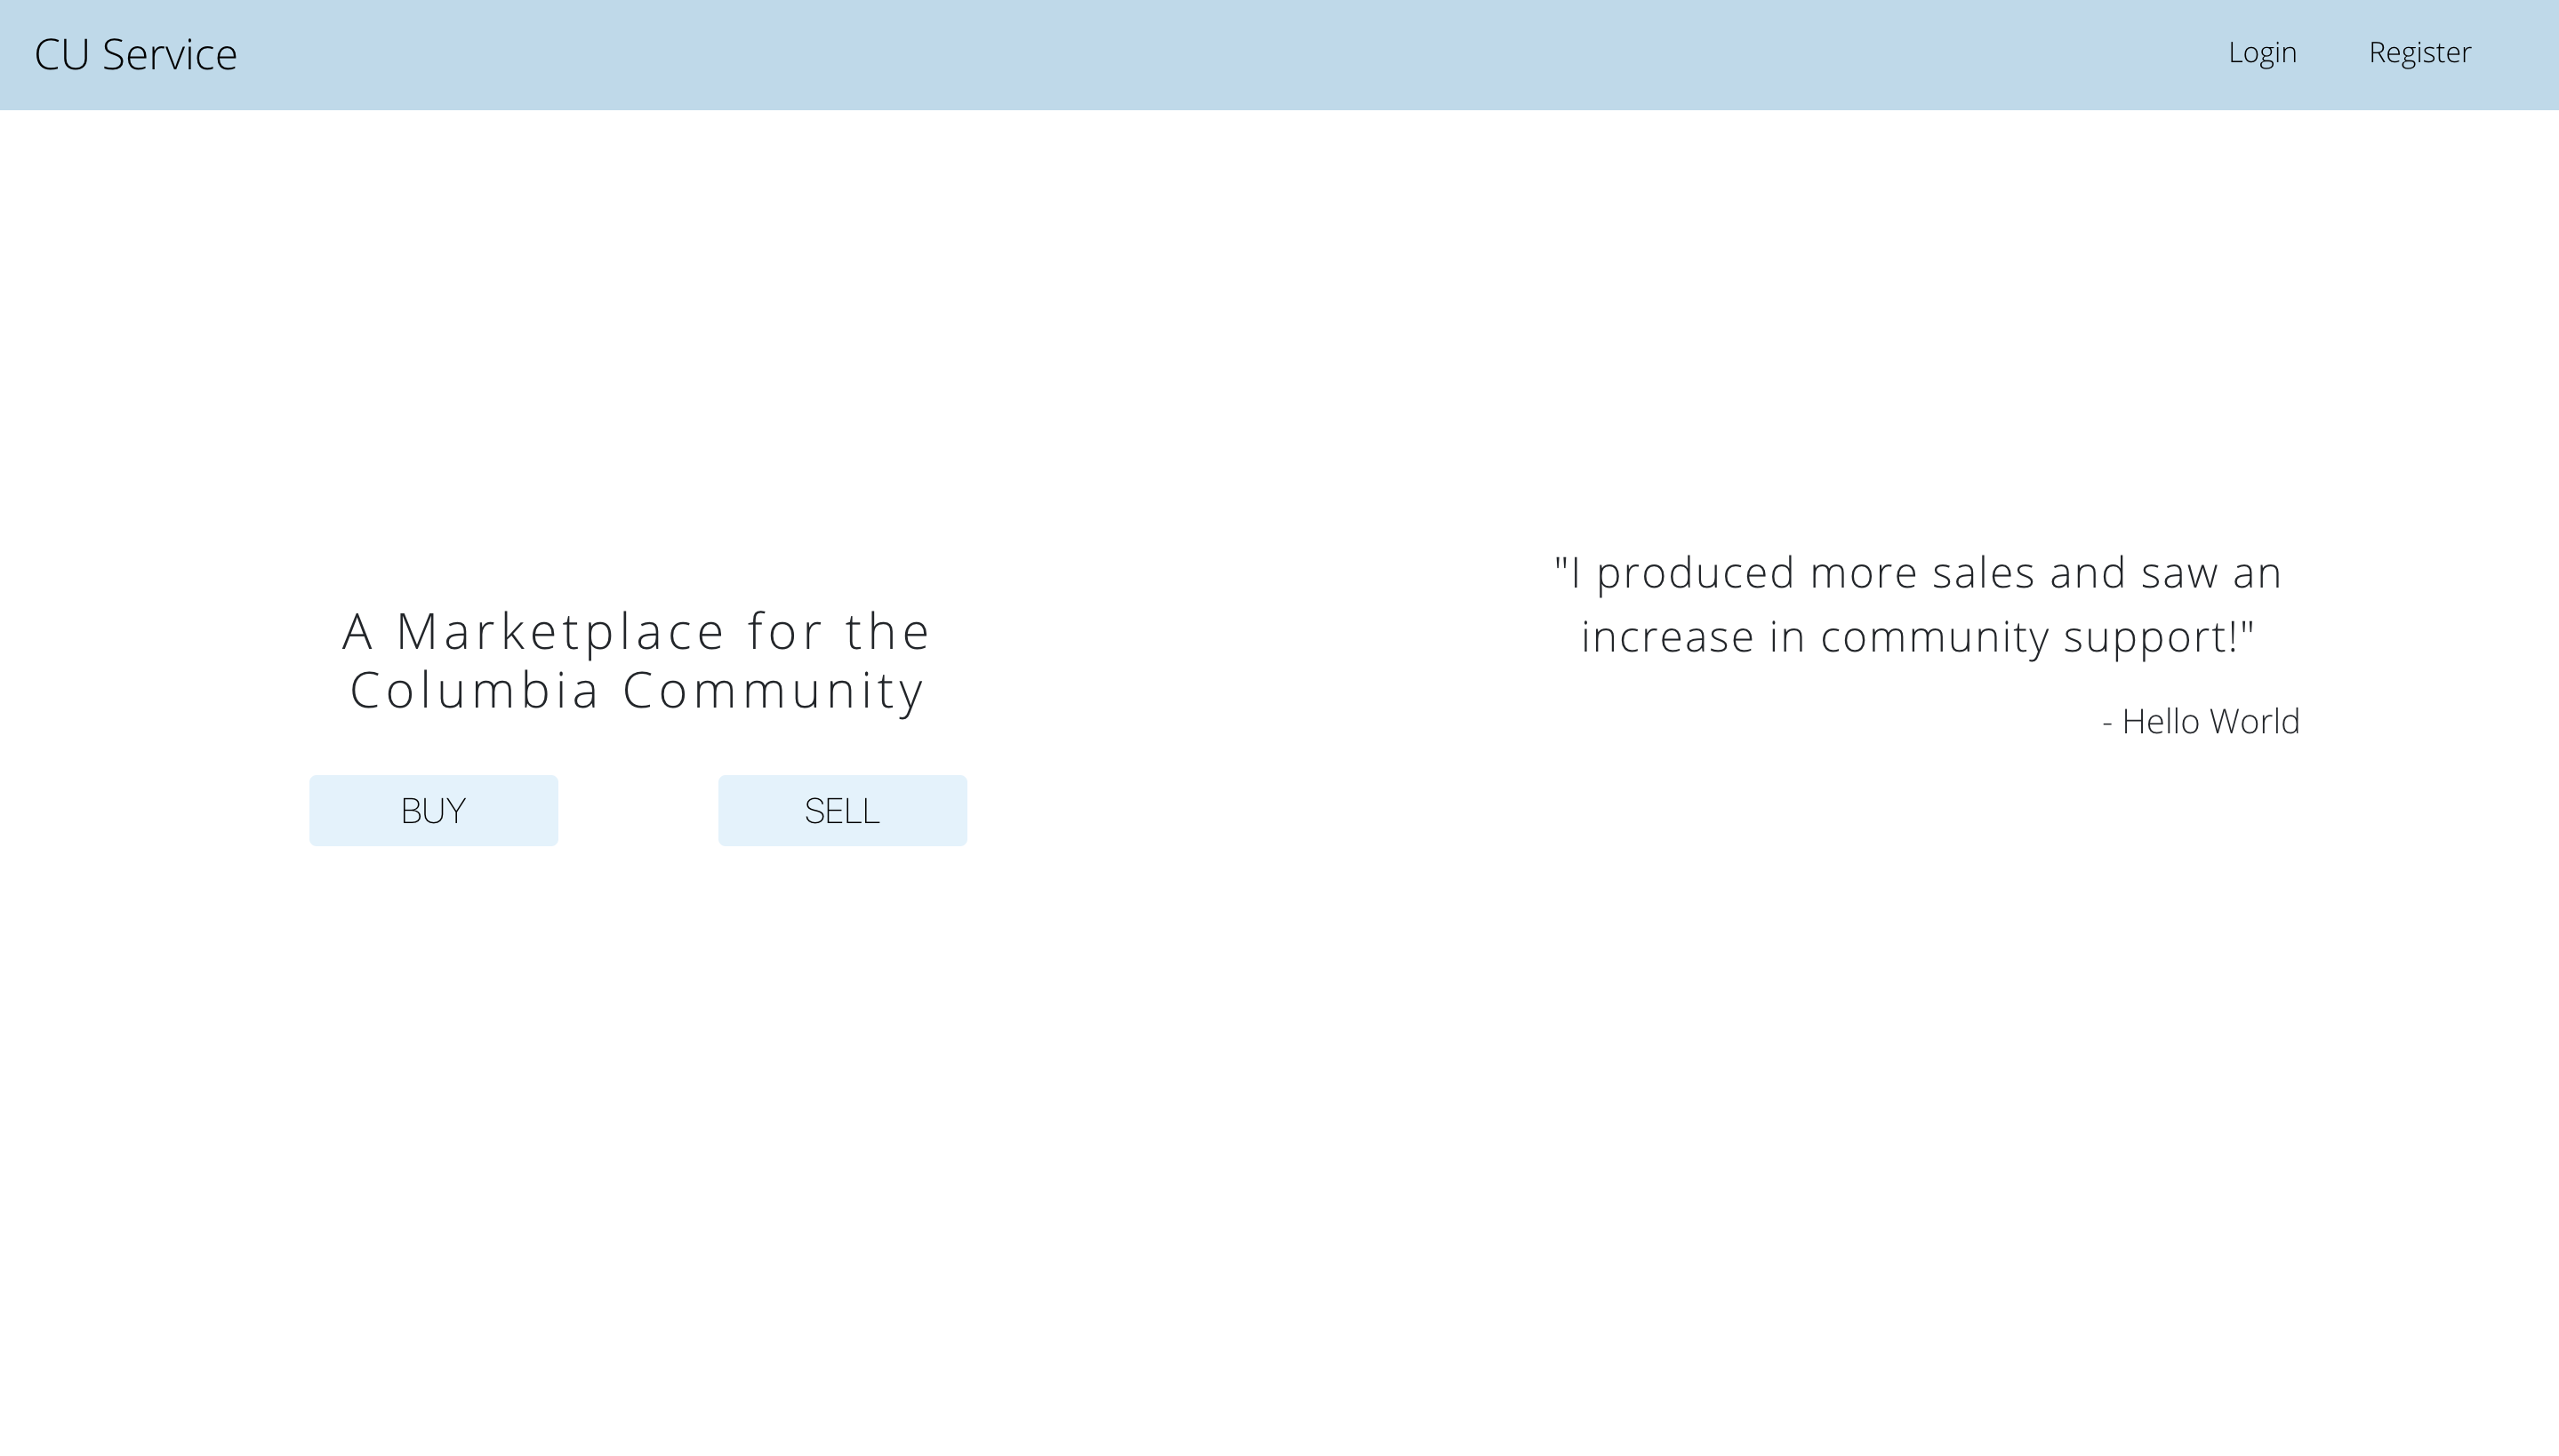 CU Service
Login
Register
A Marketplace for the
Columbia Community
BUY
SELL
"I produced more sales and saw an
increase in community support!"
- Hello World